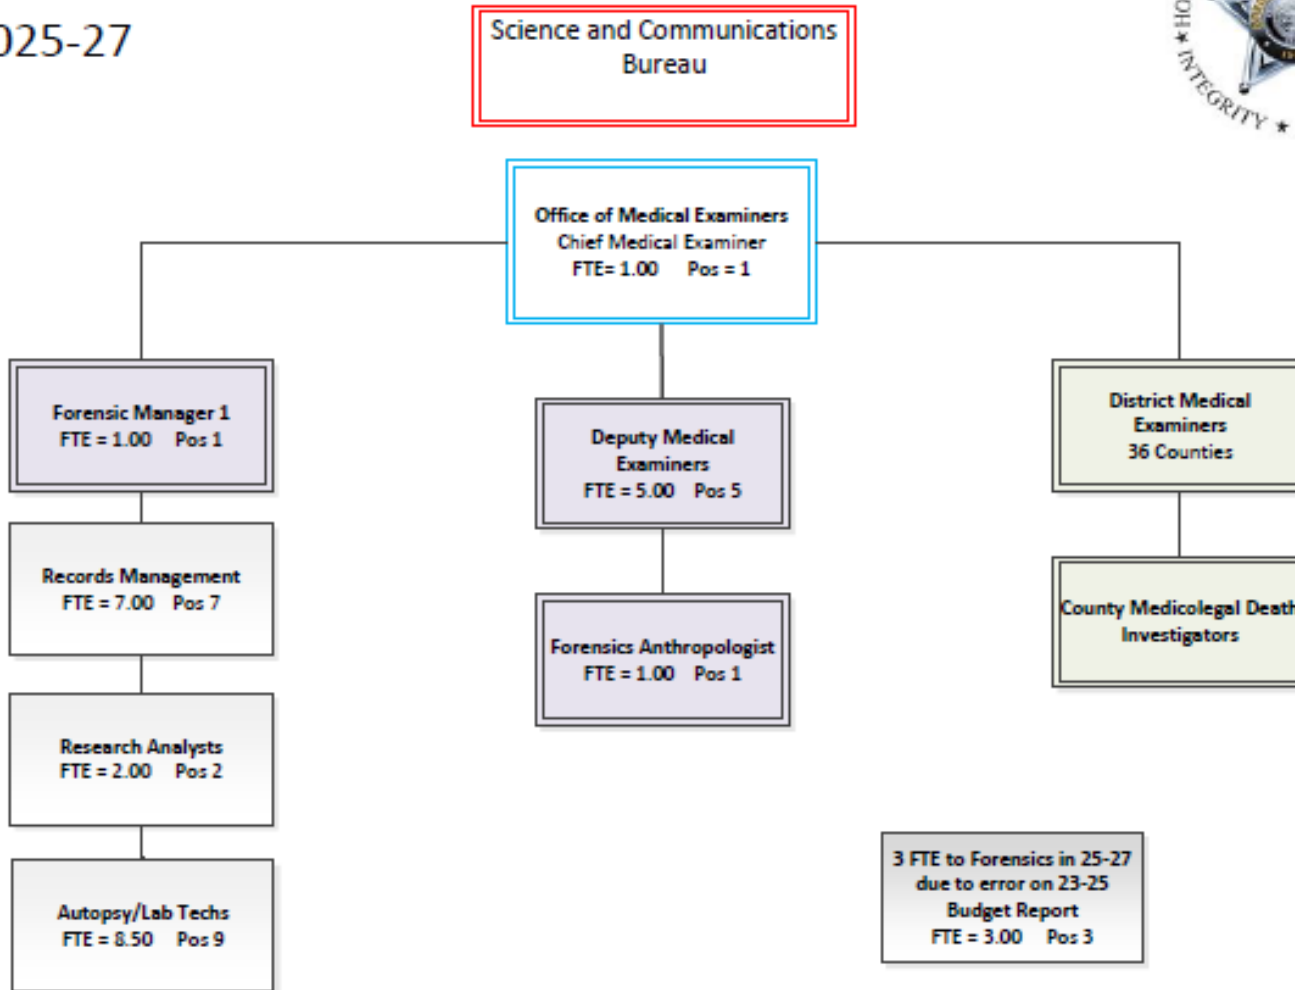 025-27
Science and Communications
Bureau
INTEGRITY
Office of Medical Examiners
Chief Medical Examiner
FTE= 1.00 Pos = 1
Forensic Manager 1
FTE = 1.00 Pos 1
Records Management
FTE = 7.00 Pos 7
Research Analysts
FTE = 2.00 Pos 2
Autopsy/Lab Techs
FTE = 8.50 Pos 9
Deputy Medical
Examiners
FTE = 5.00 Pos 5
Forensics Anthropologist
FTE = 1.00 Pos 1
District Medical
Examiners
36 Counties
County Medicolegal Death
Investigators
3 FTE to Forensics in 25-27
due to error on 23-25
Budget Report
FTE = 3.00 Pos 3